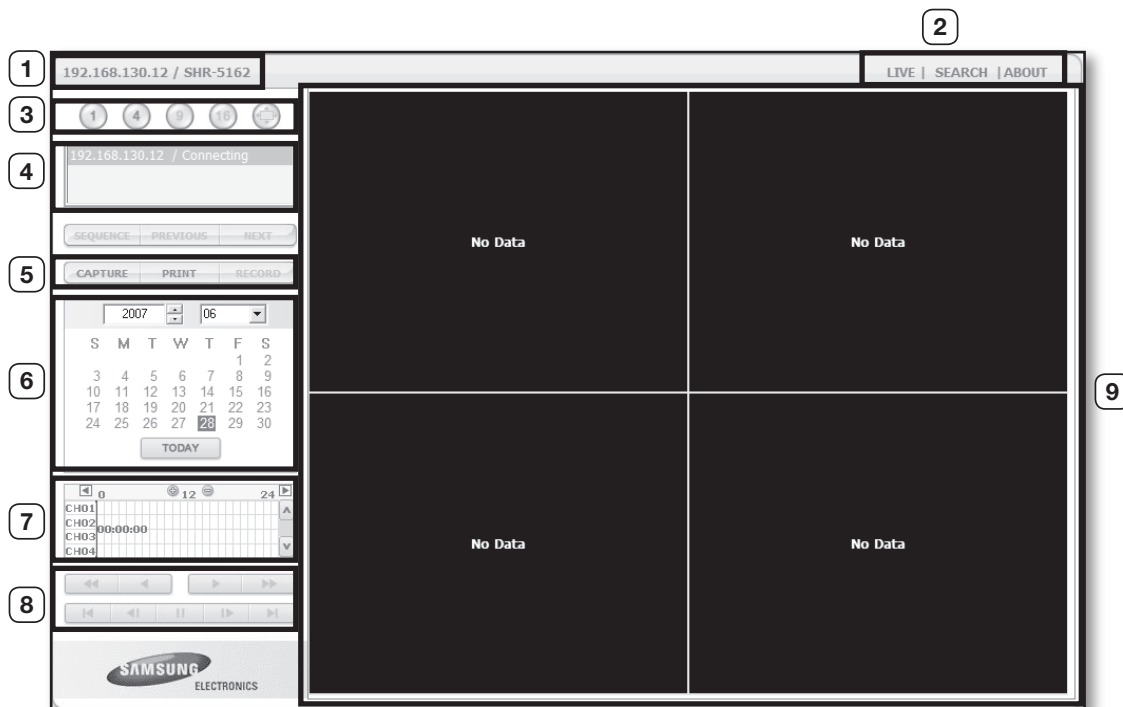 2
1
192.168.130.12 / SHR-5162
LIVE | SEARCH | ABOUT
3
1 4 9 16
4
192.168.130.12 / Connecting
SEQUENCE PREVIOUS NEXT
5
CAPTURE PRINT RECORD
6
2007 06
S M T W T F S
1 2
3 4 5 6 7 8 9
10 11 12 13 14 15 16
17 18 19 20 21 22 23
24 25 26 27 28 29 30
TODAY
7
0 12 24
CH01
CH02
00:00:00
CH03
CH04
8
SAMSUNG
ELECTRONICS
No Data
No Data
No Data
No Data
9